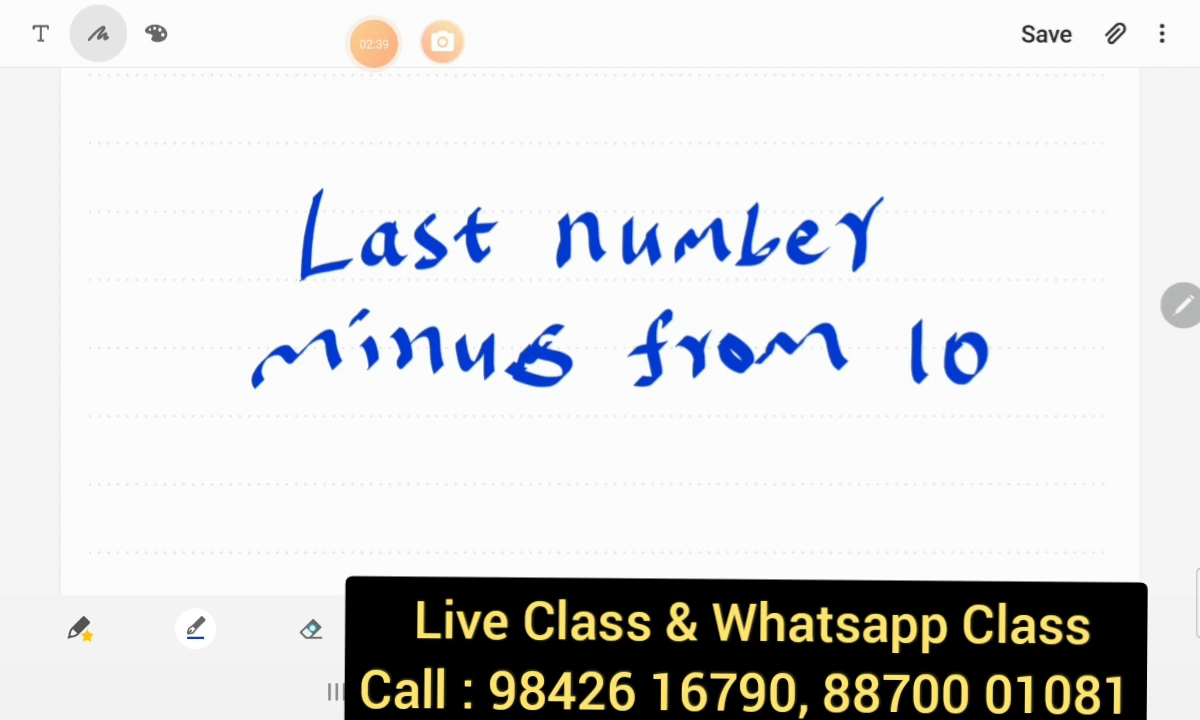 T
02:39
Save
Last number
minus from 10
Live Class & Whatsapp Class
Call : 98426 16790, 88700 01081